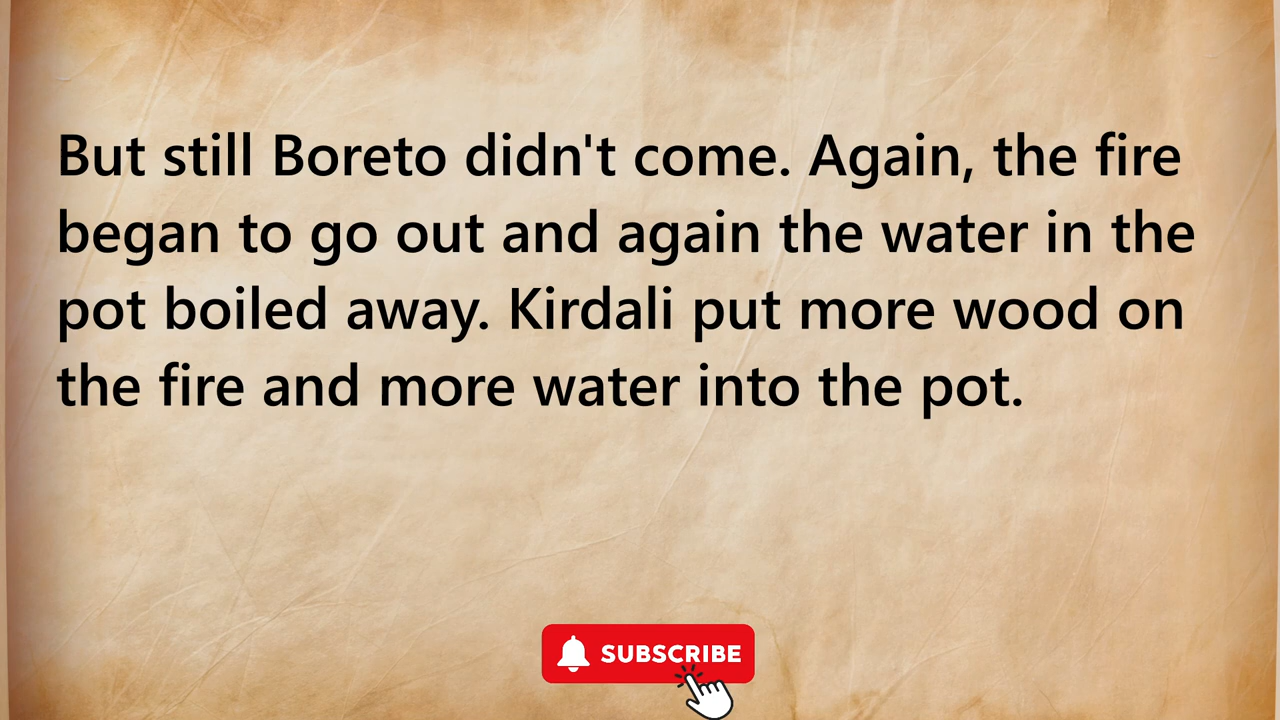 But still Boreto didn't come. Again, the fire
began to go out and again the water in the
pot boiled away. Kirdali put more wood on
the fire and more water into the pot.
SUBSCRIBE